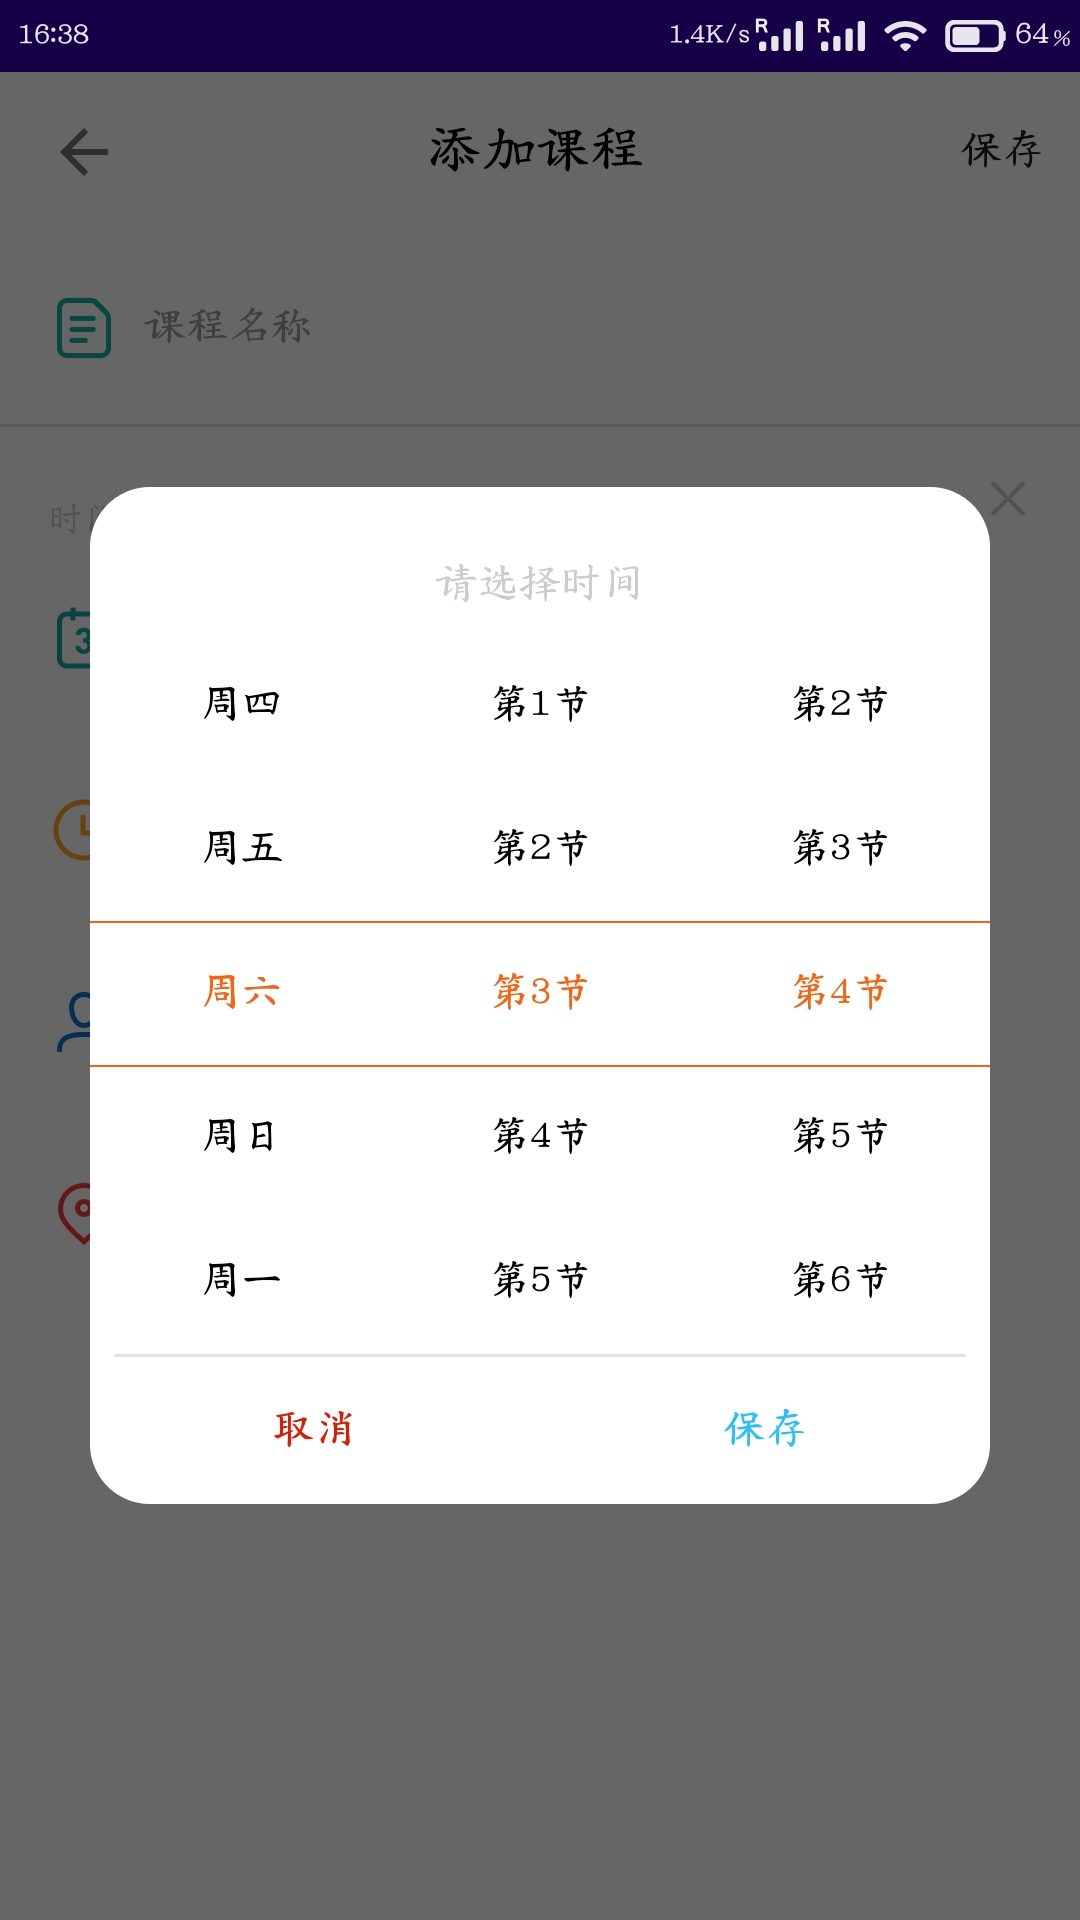 16:38 1.4K/s R R 64%
添加课程 保存
课程名称
时间
3
请选择时间
周四 第1节 第2节
周五 第2节 第3节
周六 第3节 第4节
周日 第4节 第5节
周一 第5节 第6节
取消 保存